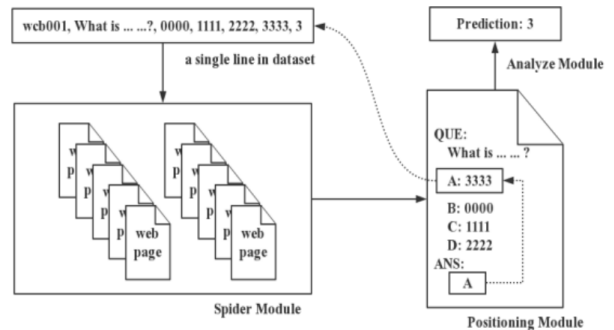 wcb001, What is ... ...?, 0000, 1111, 2222, 3333, 3
Prediction: 3
a single line in dataset
Analyze Module
QUE:
What is ... ... ?
A: 3333
B: 0000
C: 1111
D: 2222
ANS:
A
w
p
w
p
w
p
w
p
web
page
w
p
w
p
w
p
w
p
web
page
Spider Module
Positioning Module